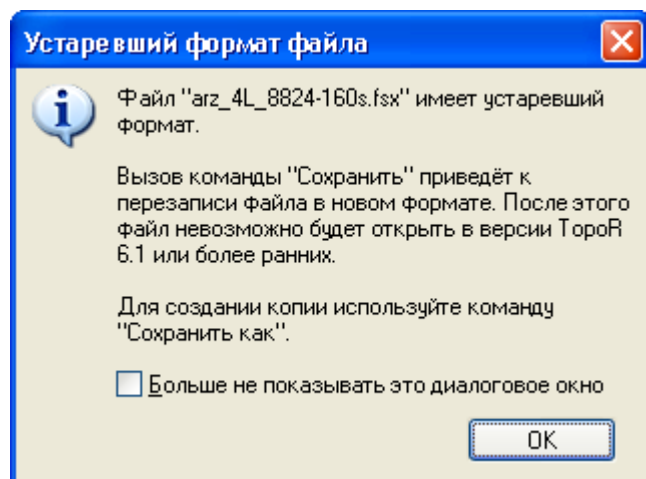 Устаревший формат файла
Файл "arz_4L_8824-160s.fsx" имеет устаревший
формат.
Вызов команды "Сохранить" приведёт к
перезаписи файла в новом формате. После этого
файл невозможно будет открыть в версии TopoR
6.1 или более ранних.
Для создании копии используйте команду
"Сохранить как".
Больше не показывать это диалоговое окно
OK